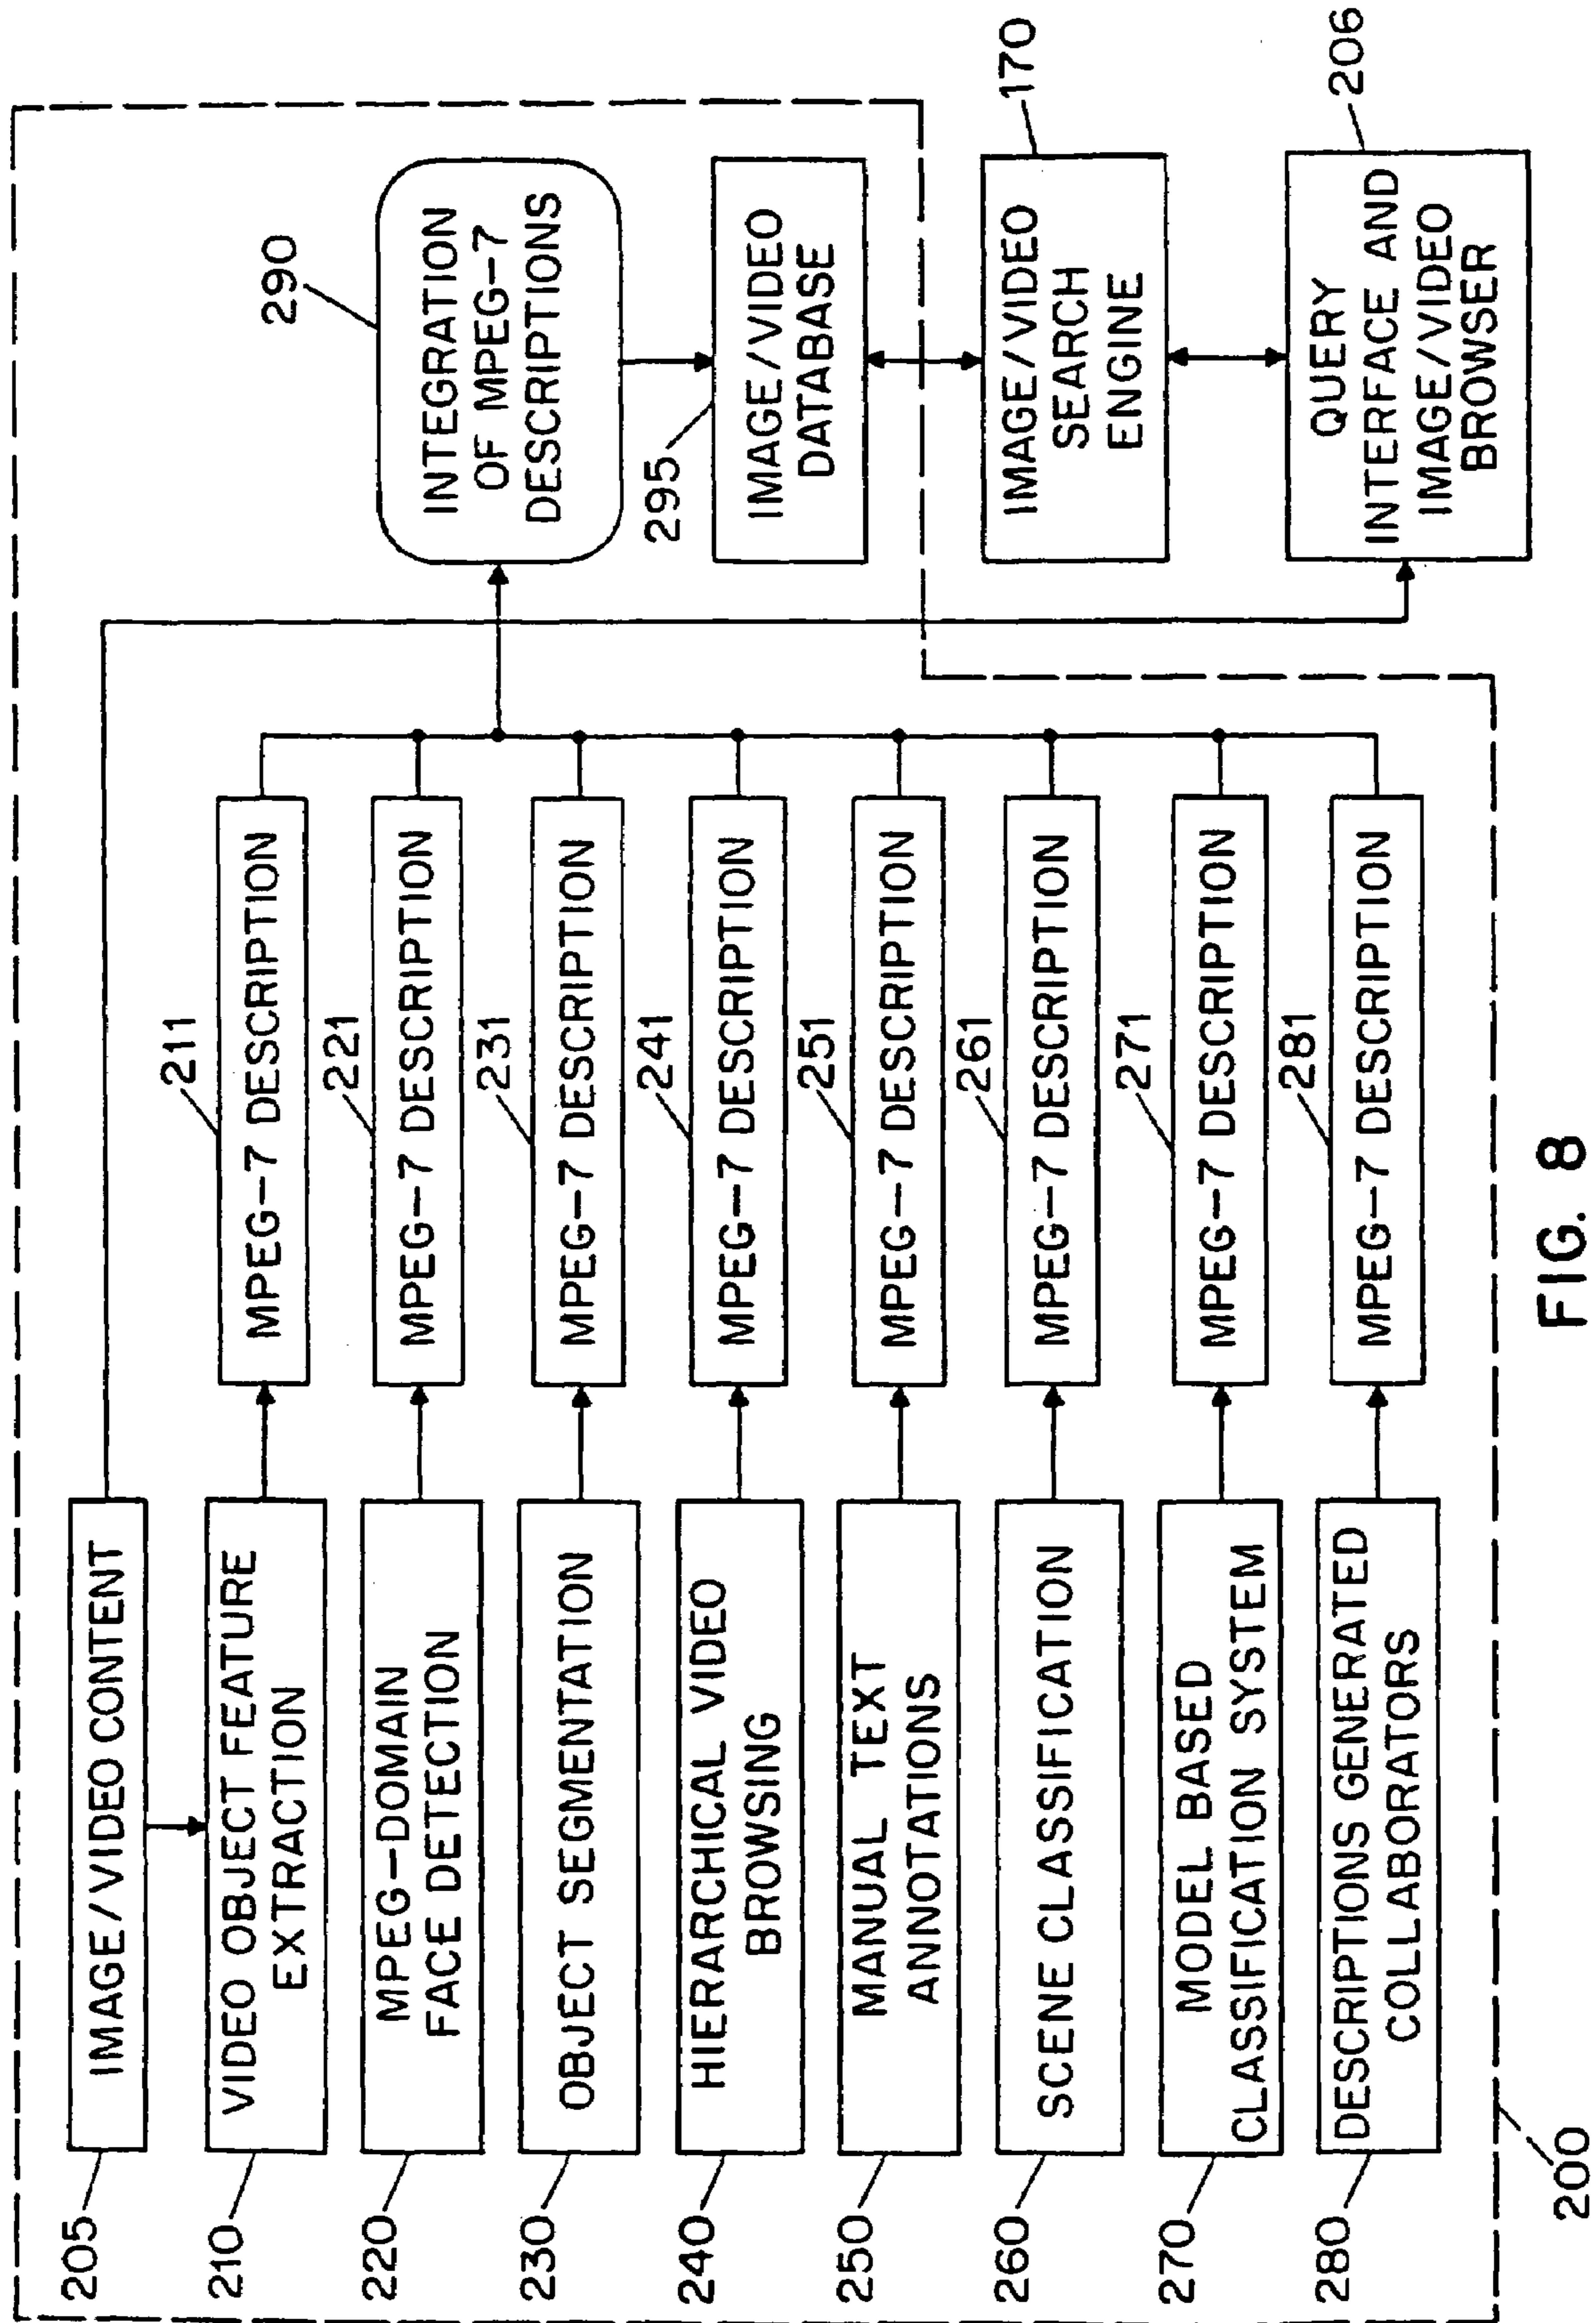 205
IMAGE/VIDEO CONTENT
210
VIDEO OBJECT FEATURE
EXTRACTION
211
MPEG-7 DESCRIPTION
220
MPEG-DOMAIN
FACE DETECTION
221
MPEG-7 DESCRIPTION
230
OBJECT SEGMENTATION
231
MPEG-7 DESCRIPTION
240
HIERARCHICAL VIDEO
BROWSING
241
MPEG-7 DESCRIPTION
250
MANUAL TEXT
ANNOTATIONS
251
MPEG-7 DESCRIPTION
260
SCENE CLASSIFICATION
261
MPEG-7 DESCRIPTION
270
MODEL BASED
CLASSIFICATION SYSTEM
271
MPEG-7 DESCRIPTION
280
DESCRIPTIONS GENERATED
COLLABORATORS
281
MPEG-7 DESCRIPTION
290
INTEGRATION
OF MPEG-7
DESCRIPTIONS
295
IMAGE/VIDEO
DATABASE
170
IMAGE/VIDEO
SEARCH
ENGINE
206
QUERY
INTERFACE AND
IMAGE/VIDEO
BROWSER
200
FIG. 8